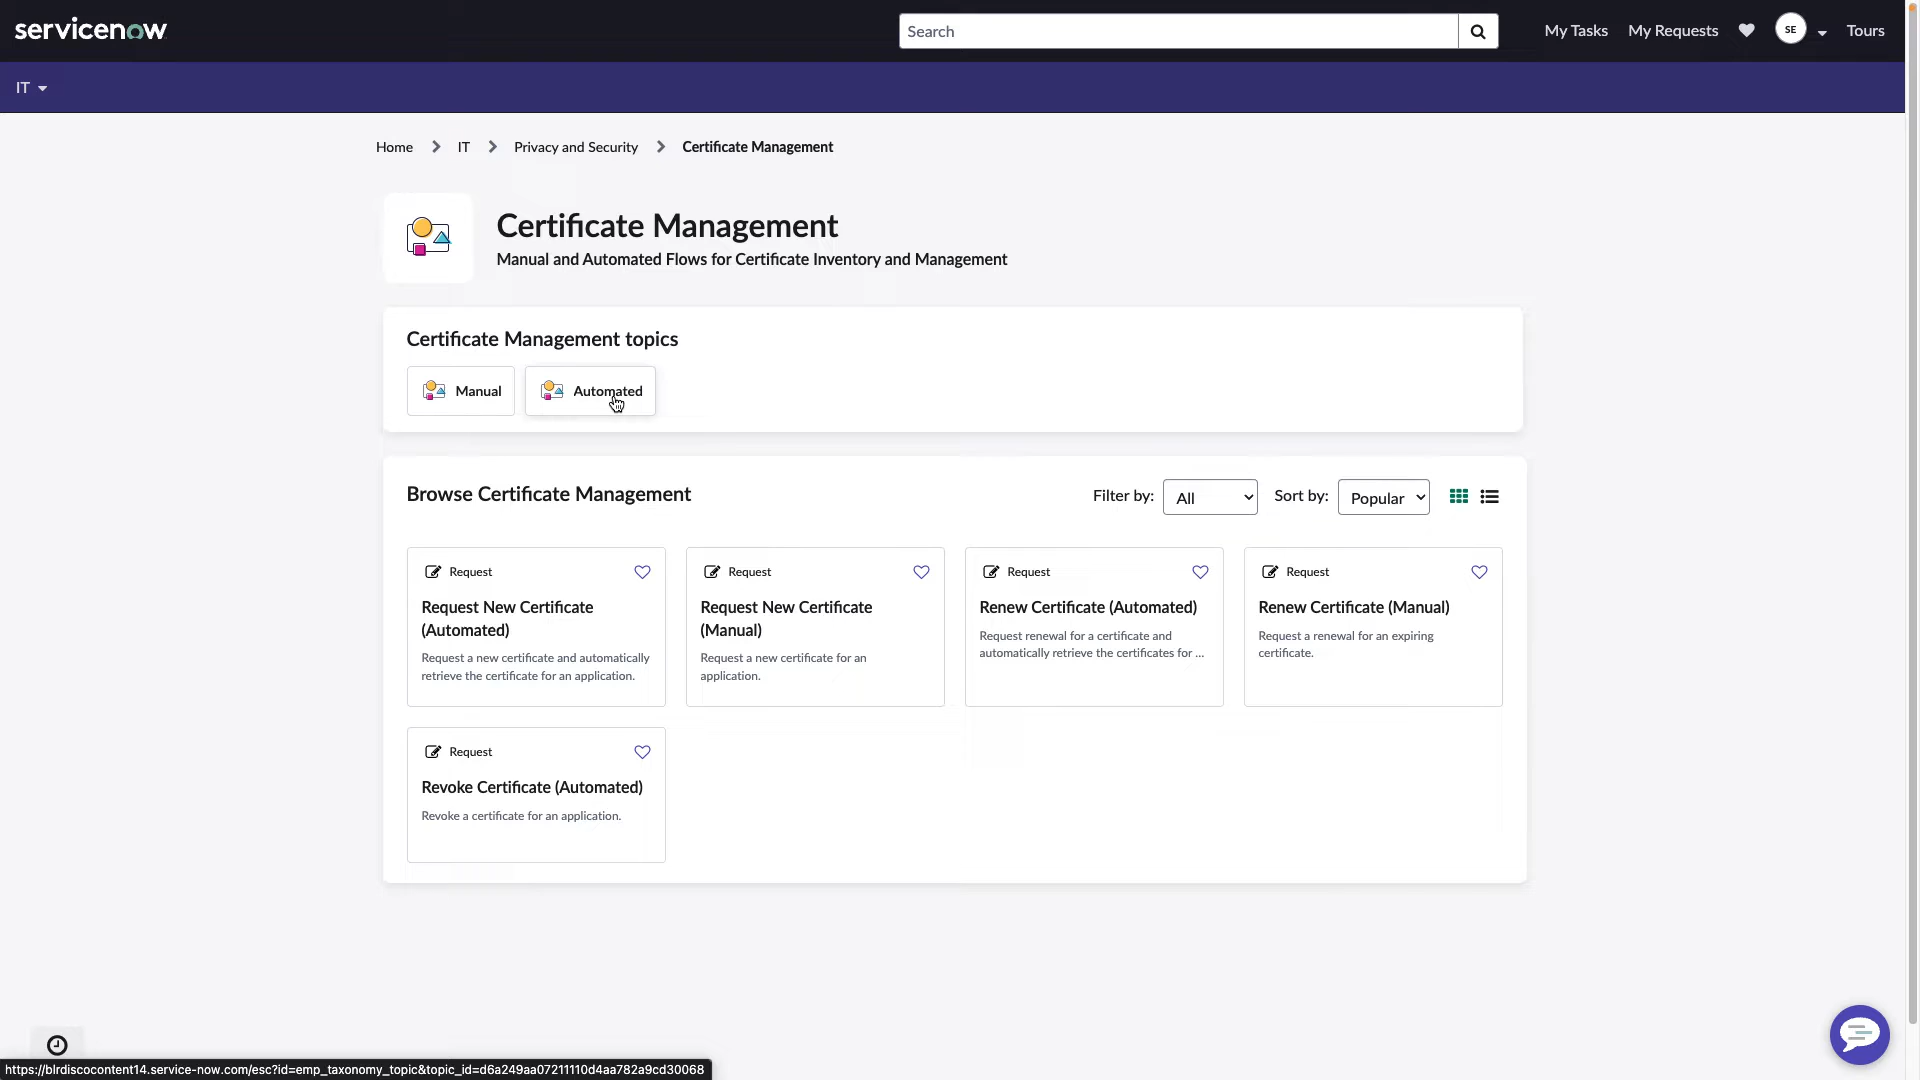 servicenow
Search
My Tasks
My Requests
SE
Tours
IT
Home
IT
Privacy and Security
Certificate Management
Certificate Management
Manual and Automated Flows for Certificate Inventory and Management
Certificate Management topics
Manual
Automated
Browse Certificate Management
Filter by:
All
Sort by:
Popular
Request
Request New Certificate
(Automated)
Request a new certificate and automatically
retrieve the certificate for an application.
Request
Request New Certificate
(Manual)
Request a new certificate for an
application.
Request
Renew Certificate (Automated)
Request renewal for a certificate and
automatically retrieve the certificates for ...
Request
Renew Certificate (Manual)
Request a renewal for an expiring
certificate.
Request
Revoke Certificate (Automated)
Revoke a certificate for an application.
https://blrdiscocontent14.service-now.com/esc?id=emp_taxonomy_topic&topic_id=d6a249aa07211110d4aa782a9cd30068